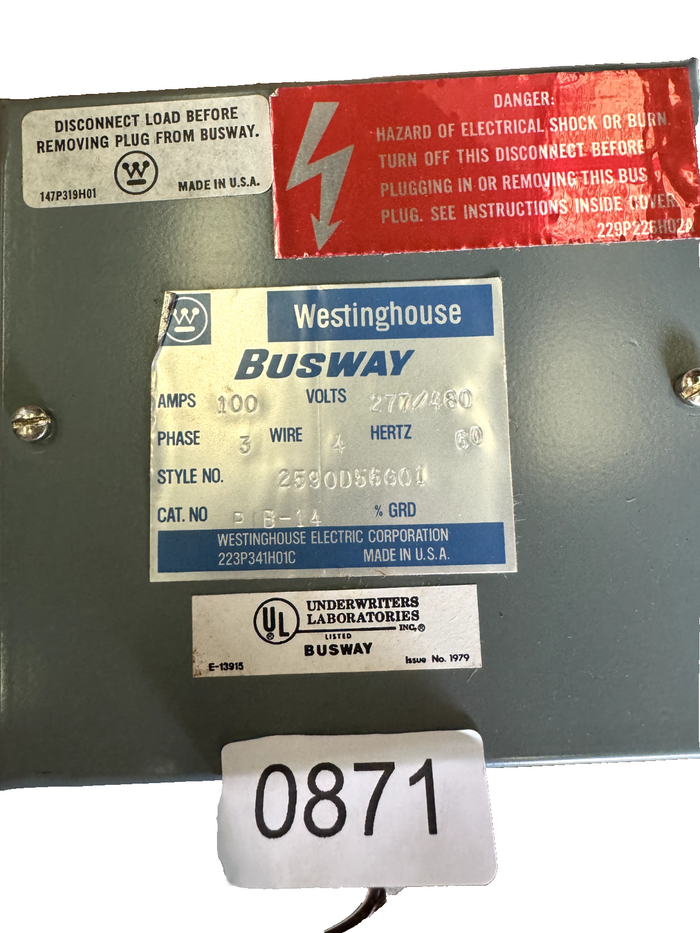 DISCONNECT LOAD BEFORE
REMOVING PLUG FROM BUSWAY.
W
147P319H01 MADE IN U.S.A.
DANGER:
HAZARD OF ELECTRICAL SHOCK OR BURN.
TURN OFF THIS DISCONNECT BEFORE
PLUGGING IN OR REMOVING THIS BUS
PLUG. SEE INSTRUCTIONS INSIDE COVER.
W Westinghouse
BUSWAY
AMPS 100 VOLTS 277/480
PHASE 3 WIRE 4 HERTZ 60
STYLE NO.
CAT. NO % GRD
WESTINGHOUSE ELECTRIC CORPORATION
223P341H01C MADE IN U.S.A.
UL® UNDERWRITERS
LABORATORIES
INC.®
LISTED
BUSWAY
E-13915 Issue No. 1979
0871